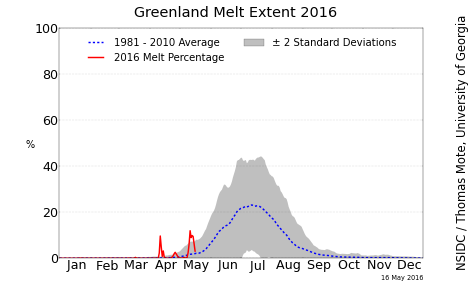 Greenland Melt Extent 2016
100
80
60
40
20
0
%
1981 - 2010 Average
2016 Melt Percentage
± 2 Standard Deviations
Jan Feb Mar Apr May Jun Jul Aug Sep Oct Nov Dec
16 May 2016
NSIDC / Thomas Mote, University of Georgia